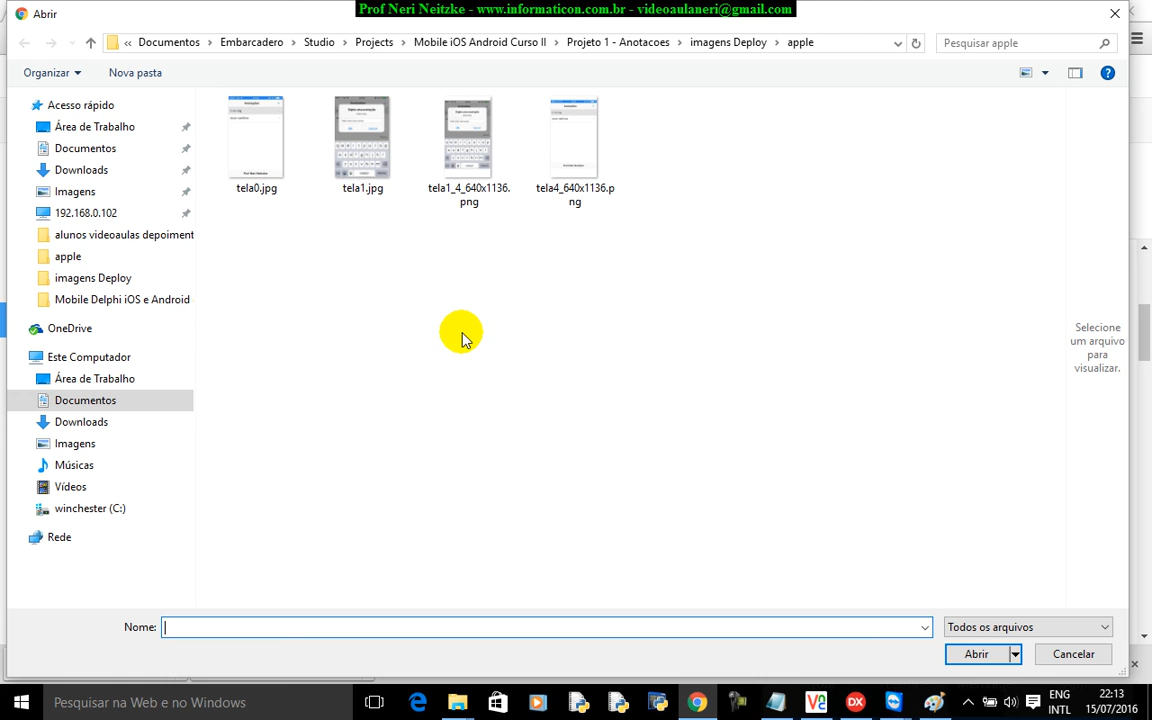 Prof Neri Neitzke - www.informaticon.com.br - videoaulaneri@gmail.com
Abrir
« Documentos > Embarcadero > Studio > Projects > Mobile iOS Android Curso II > Projeto 1 - Anotacoes > imagens Deploy > apple
Pesquisar apple
Organizar
Nova pasta
Acesso rápido
Área de Trabalho
Documentos
Downloads
Imagens
192.168.0.102
alunos videoaulas depoiment
apple
imagens Deploy
Mobile Delphi iOS e Android
OneDrive
Este Computador
Área de Trabalho
Documentos
Downloads
Imagens
Músicas
Vídeos
winchester (C:)
Rede
tela0.jpg
tela1.jpg
tela1_4_640x1136.
png
tela4_640x1136.p
ng
Selecione
um arquivo
para
visualizar.
Nome:
Todos os arquivos
Abrir
Cancelar
Pesquisar na Web e no Windows
ENG
INTL
22:13
15/07/2016